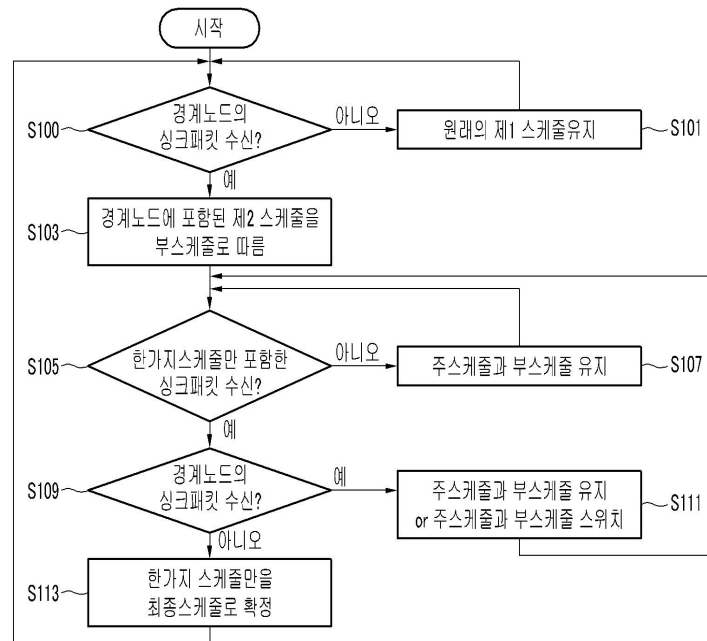 시작
S100
경계노드의
싱크패킷 수신?
아니오
원래의 제1 스케줄유지
S101
예
S103
경계노드에 포함된 제2 스케줄을
부스케줄로 따름
S105
한가지스케줄만 포함한
싱크패킷 수신?
아니오
주스케줄과 부스케줄 유지
S107
예
S109
경계노드의
싱크패킷 수신?
예
주스케줄과 부스케줄 유지
or 주스케줄과 부스케줄 스위치
S111
아니오
S113
한가지 스케줄만을
최종스케줄로 확정